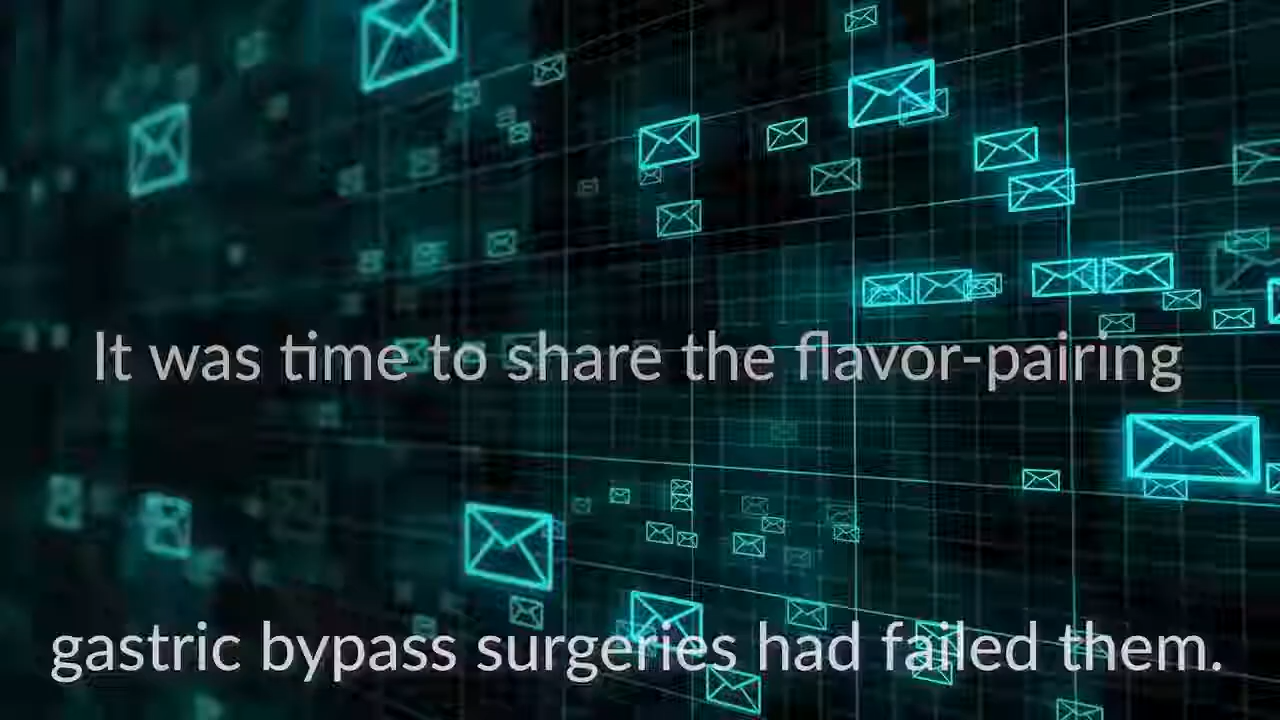 It was time to share the flavor-pairing
gastric bypass surgeries had failed them.